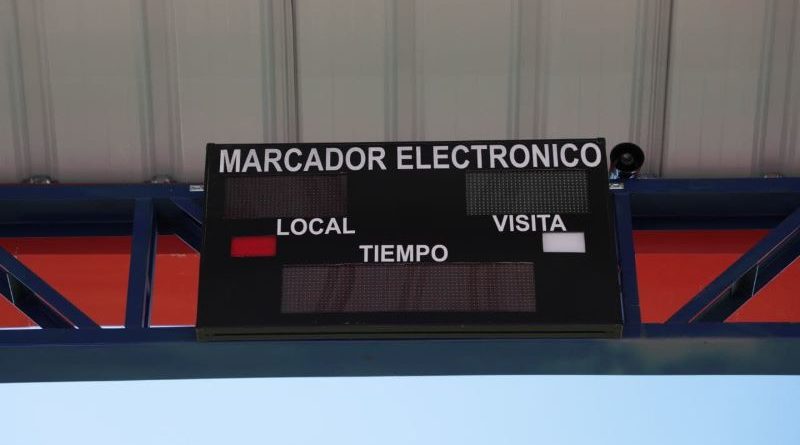 MARCADOR ELECTRONICO
LOCAL
VISITA
TIEMPO